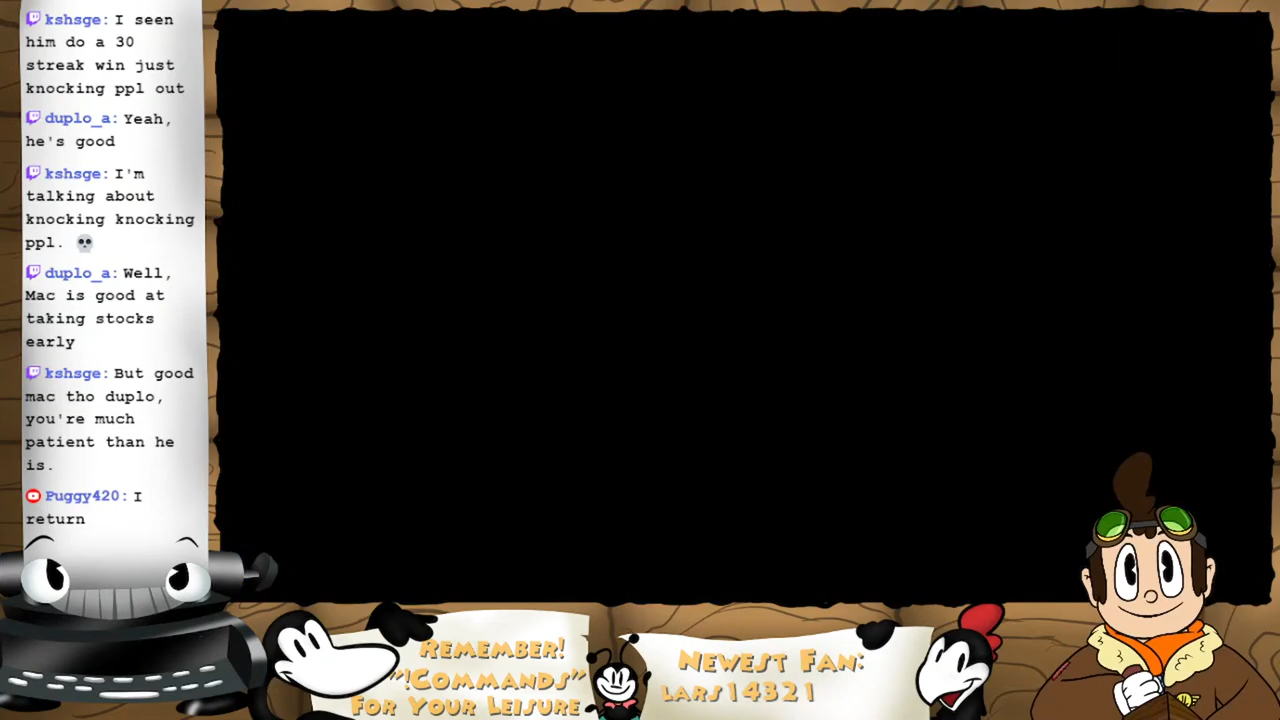 kshsge: I seen
him do a 30
streak win just
knocking ppl out
duplo_a: Yeah,
he's good
kshsge: I'm
talking about
knocking knocking
ppl. 💀
duplo_a: Well,
Mac is good at
taking stocks
early
kshsge: But good
mac tho duplo,
you're much
patient than he
is.
Puggy420: I
return
Remember!
"!Commands"
For Your Leisure
Newest Fan:
lars14321